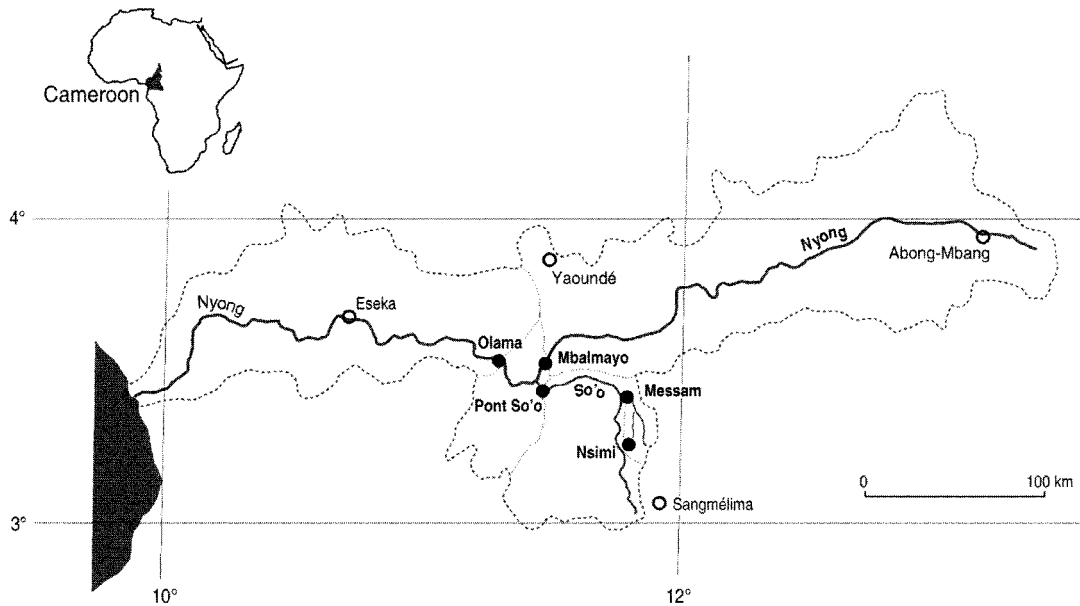 Cameroon
4°
Nyong
Abong-Mbang
Yaoundé
Nyong
Eseka
Olama
Mbalmayo
Pont So'o
So'o
Messam
Nsimi
0
100 km
Sangmélima
3°
10°
12°